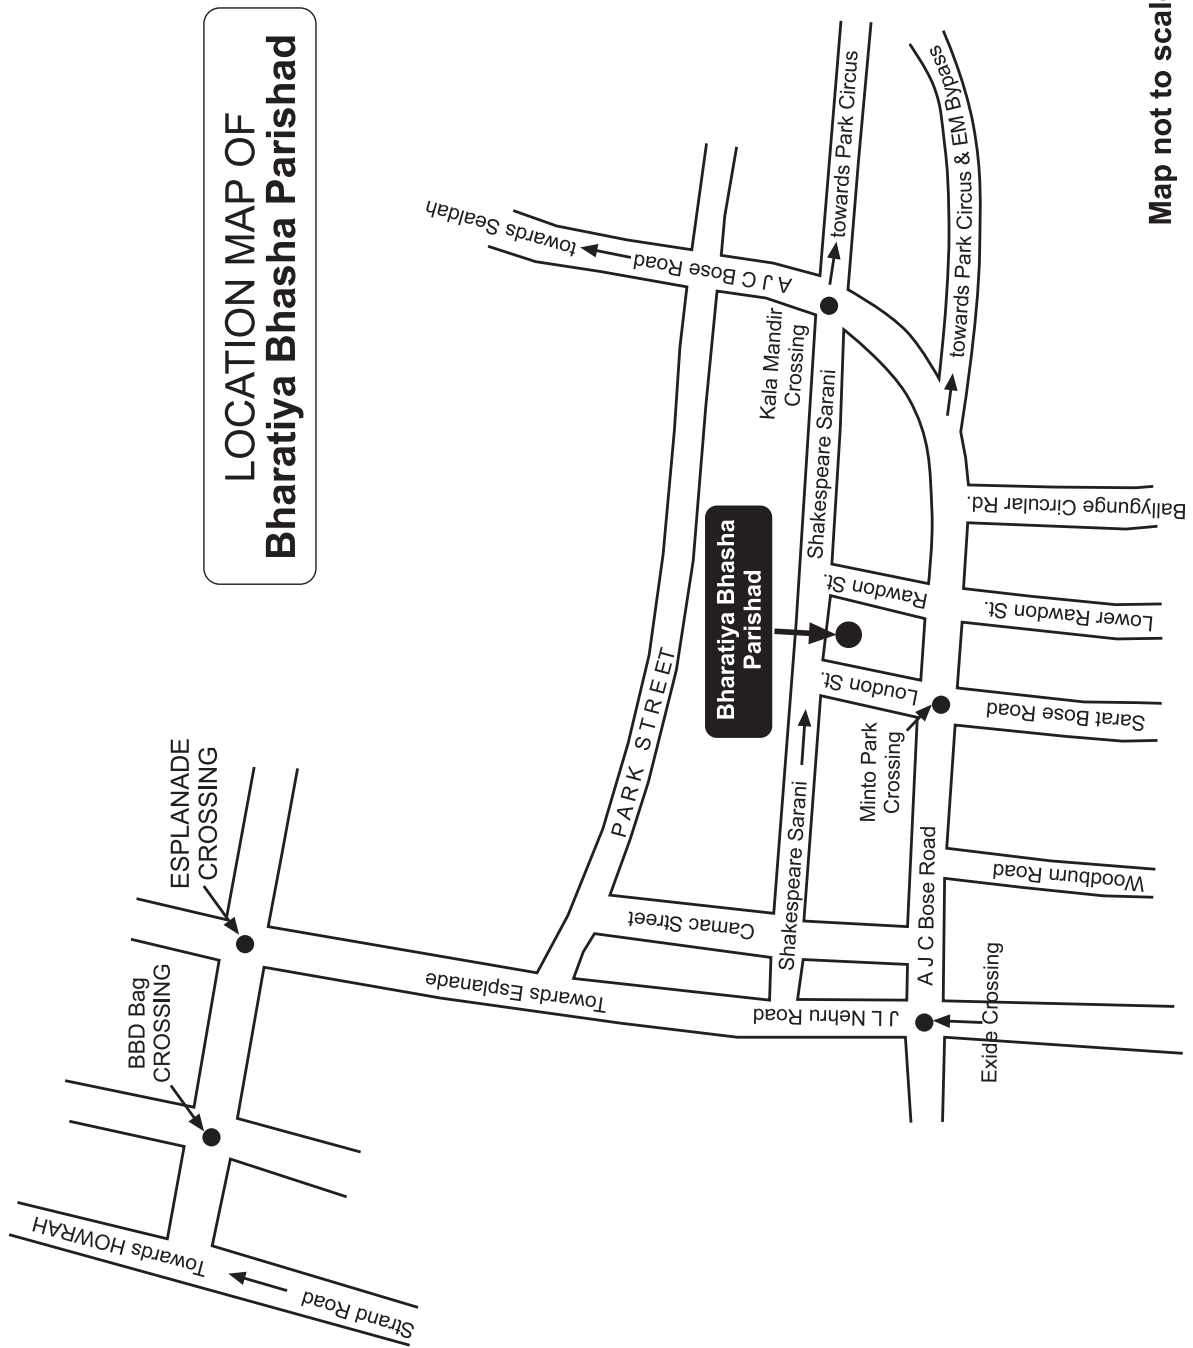 LOCATION MAP OF
Bharatiya Bhasha Parishad
ESPLANADE
CROSSING
BBD Bag
CROSSING
Towards HOWRAH
Strand Road
Towards Esplanade
PARK STREET
towards Sealdah
A J C Bose Road
Kala Mandir
Crossing
towards Park Circus
towards Park Circus & EM Bypass
Bharatiya Bhasha
Parishad
Shakespeare Sarani
Shakespeare Sarani
Camac Street
J L Nehru Road
Loudon St.
Rawdon St.
Minto Park
Crossing
A J C Bose Road
Exide Crossing
Woodburn Road
Sarat Bose Road
Lower Rawdon St.
Ballygunge Circular Rd.
Map not to scal